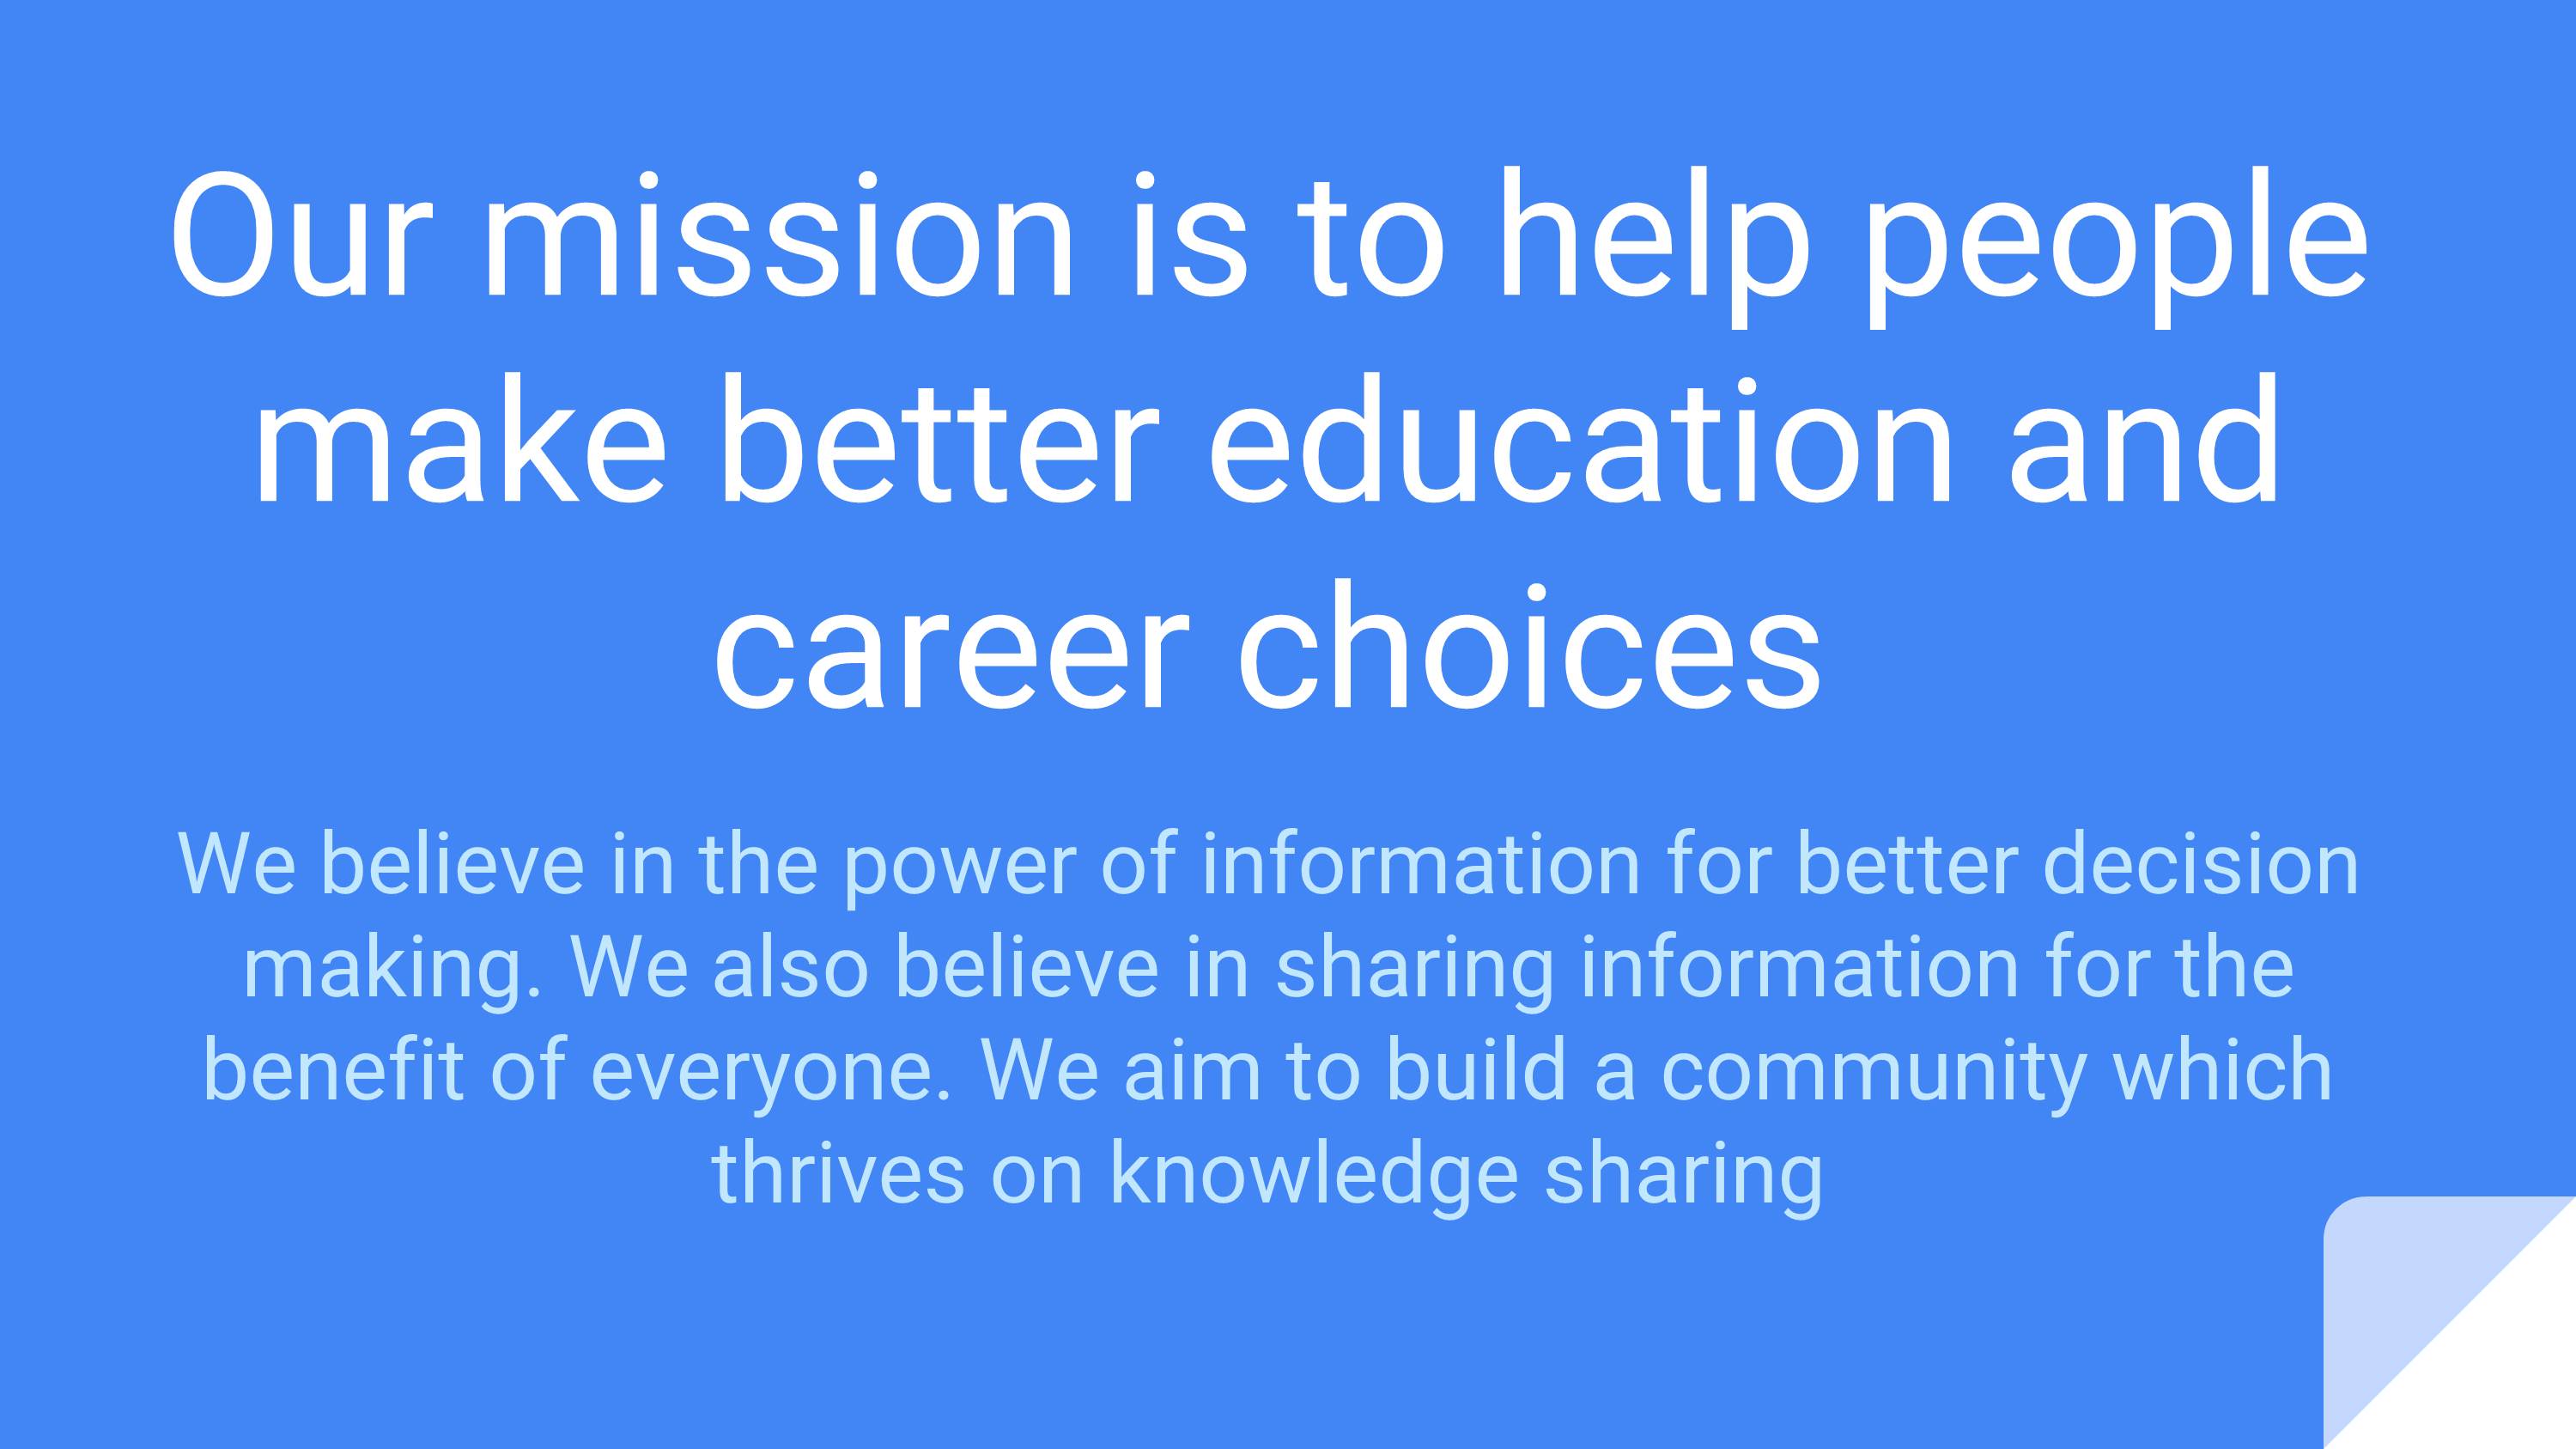 Our mission is to help people
make better education and
career choices
We believe in the power of information for better decision
making. We also believe in sharing information for the
benefit of everyone. We aim to build a community which
thrives on knowledge sharing